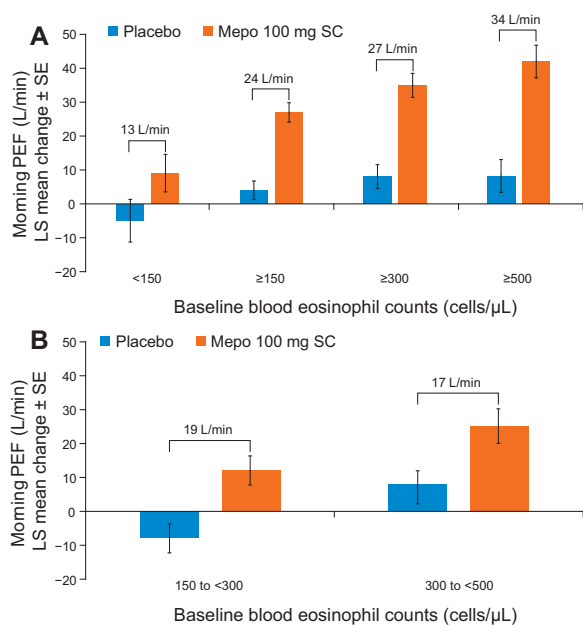 A
Placebo
Mepo 100 mg SC
Morning PEF (L/min)
LS mean change ± SE
50
40
30
20
10
0
−10
−20
13 L/min
24 L/min
27 L/min
34 L/min
<150
≥150
≥300
≥500
Baseline blood eosinophil counts (cells/µL)
B
Placebo
Mepo 100 mg SC
Morning PEF (L/min)
LS mean change ± SE
50
40
30
20
10
0
−10
−20
19 L/min
17 L/min
150 to <300
300 to <500
Baseline blood eosinophil counts (cells/µL)